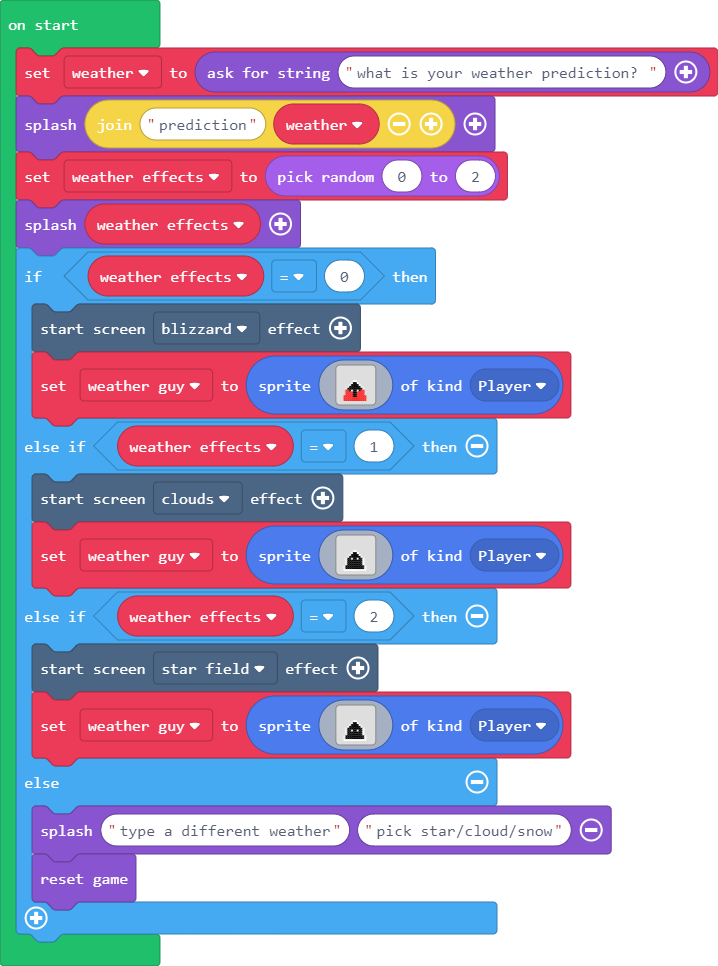 on start
set weather to ask for string "what is your weather prediction? "
splash join "prediction" weather
set weather effects to pick random 0 to 2
splash weather effects
if weather effects = 0 then
start screen blizzard effect
set weather guy to sprite of kind Player
else if weather effects = 1 then
start screen clouds effect
set weather guy to sprite of kind Player
else if weather effects = 2 then
start screen star field effect
set weather guy to sprite of kind Player
else
splash "type a different weather" "pick star/cloud/snow"
reset game